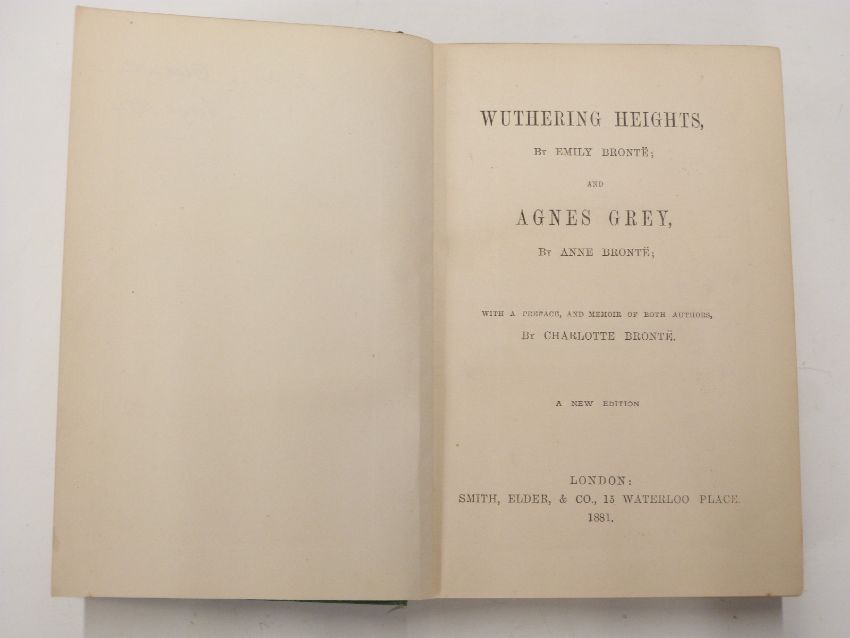 WUTHERING HEIGHTS,
BY EMILY BRONTË;
AND
AGNES GREY,
BY ANNE BRONTË;
WITH A PREFACE, AND MEMOIR OF BOTH AUTHORS,
BY CHARLOTTE BRONTË.
A NEW EDITION
LONDON:
SMITH, ELDER, & CO., 15 WATERLOO PLACE.
1881.